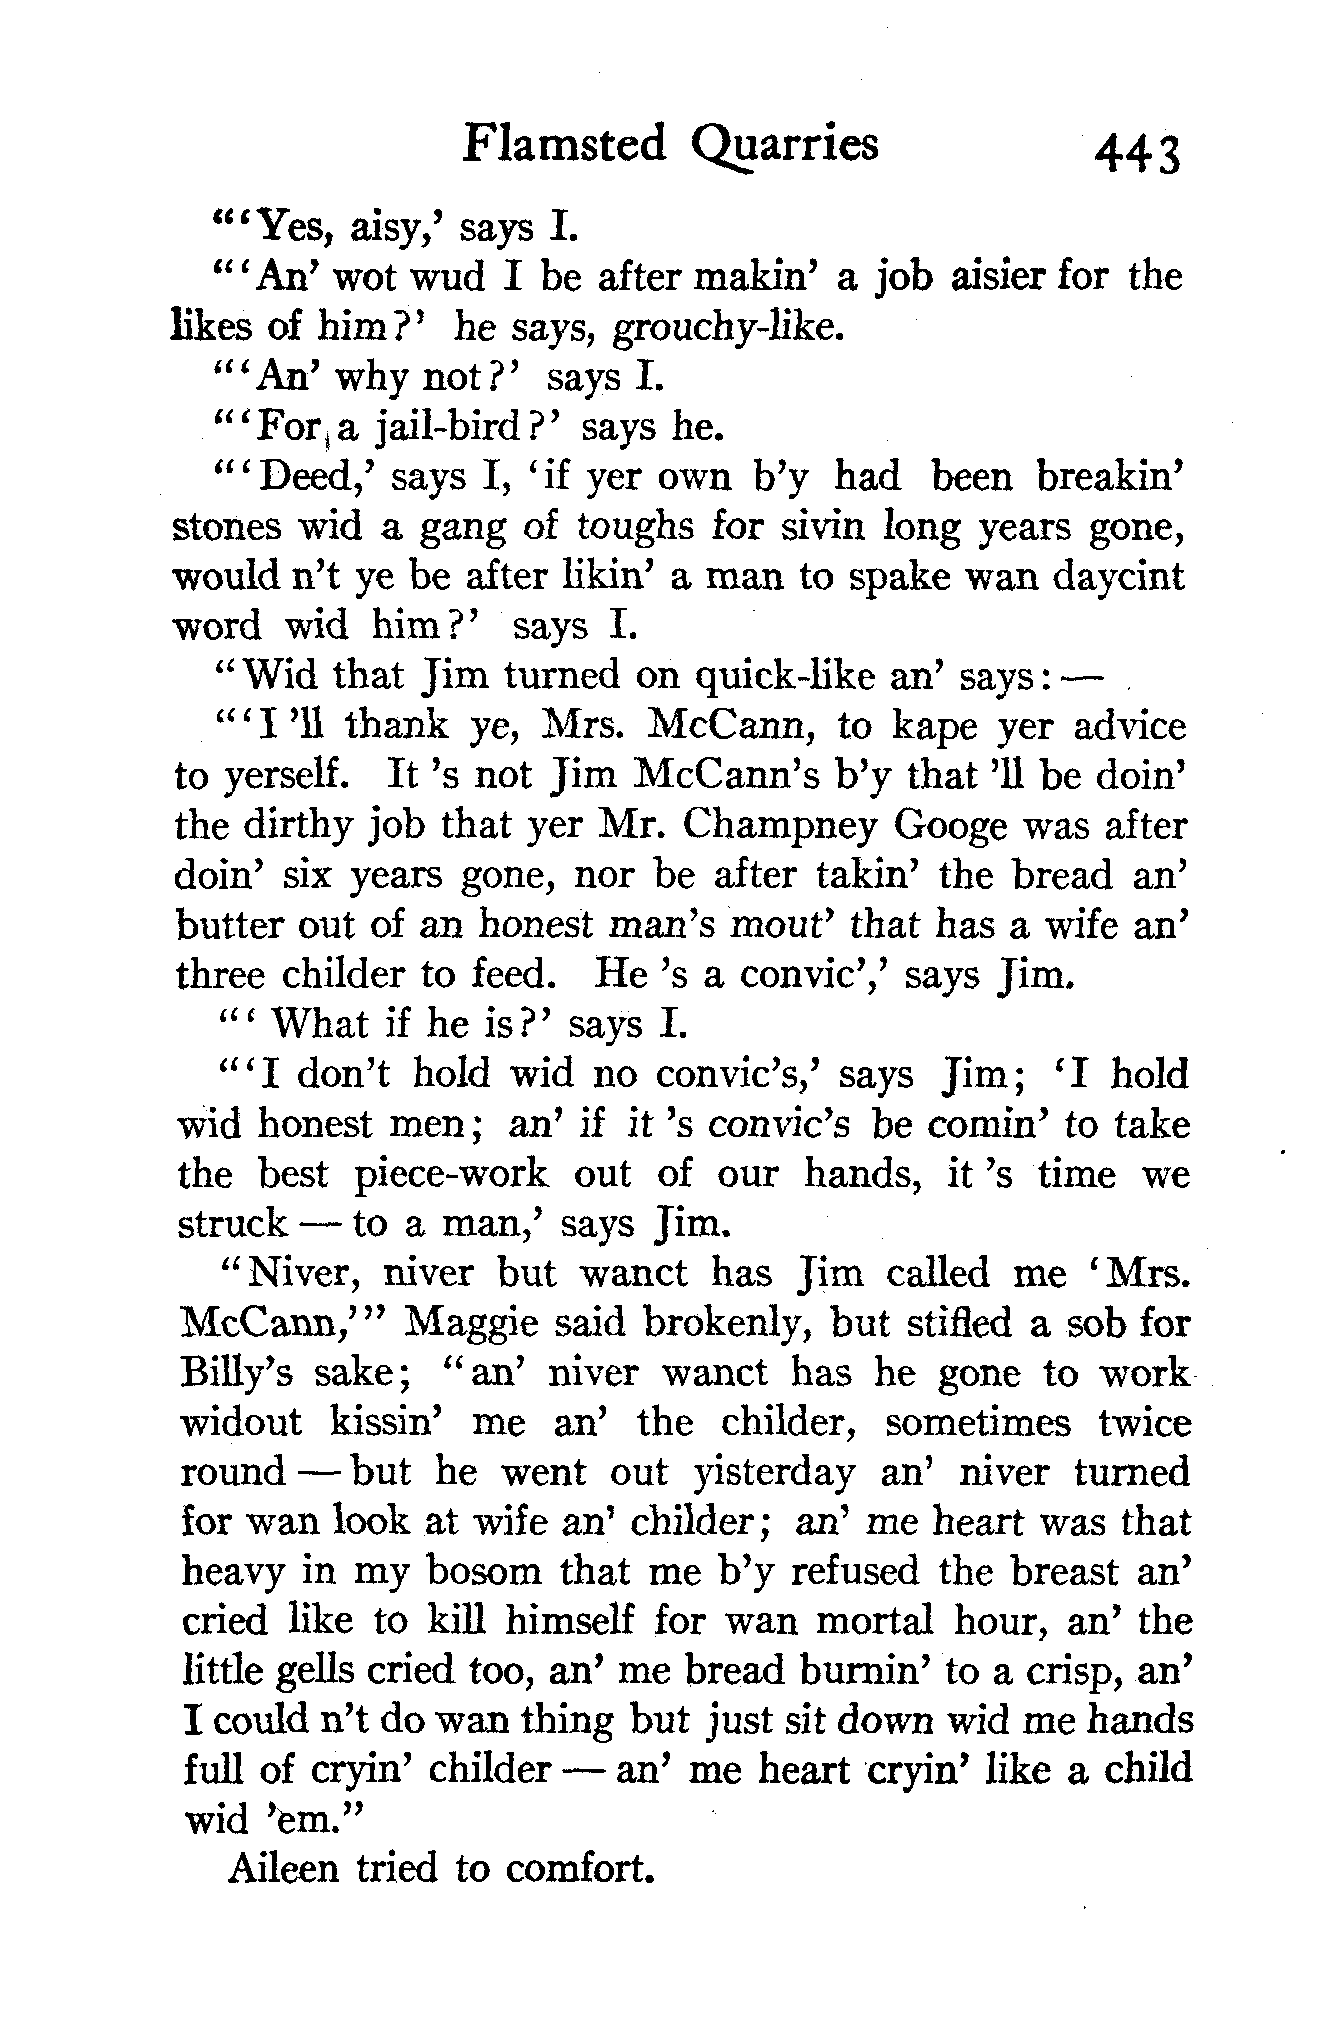 Flamsted Quarries 443
"'Yes, aisy,' says I.
"'An' wot wud I be after makin' a job aisier for the
likes of him?' he says, grouchy-like.
"'An' why not?' says I.
"'For a jail-bird?' says he.
"'Deed,' says I, 'if yer own b'y had been breakin'
stones wid a gang of toughs for sivin long years gone,
would n't ye be after likin' a man to spake wan daycint
word wid him?' says I.
"Wid that Jim turned on quick-like an' says:—
"'I 'll thank ye, Mrs. McCann, to kape yer advice
to yerself. It 's not Jim McCann's b'y that 'll be doin'
the dirthy job that yer Mr. Champney Googe was after
doin' six years gone, nor be after takin' the bread an'
butter out of an honest man's mout' that has a wife an'
three childer to feed. He 's a convic',' says Jim.
"' What if he is?' says I.
"'I don't hold wid no convic's,' says Jim; 'I hold
wid honest men; an' if it 's convic's be comin' to take
the best piece-work out of our hands, it 's time we
struck — to a man,' says Jim.
"Niver, niver but wanct has Jim called me 'Mrs.
McCann,'" Maggie said brokenly, but stifled a sob for
Billy's sake; "an' niver wanct has he gone to work
widout kissin' me an' the childer, sometimes twice
round — but he went out yisterday an' niver turned
for wan look at wife an' childer; an' me heart was that
heavy in my bosom that me b'y refused the breast an'
cried like to kill himself for wan mortal hour, an' the
little gells cried too, an' me bread burnin' to a crisp, an'
I could n't do wan thing but just sit down wid me hands
full of cryin' childer — an' me heart cryin' like a child
wid 'em."
Aileen tried to comfort.